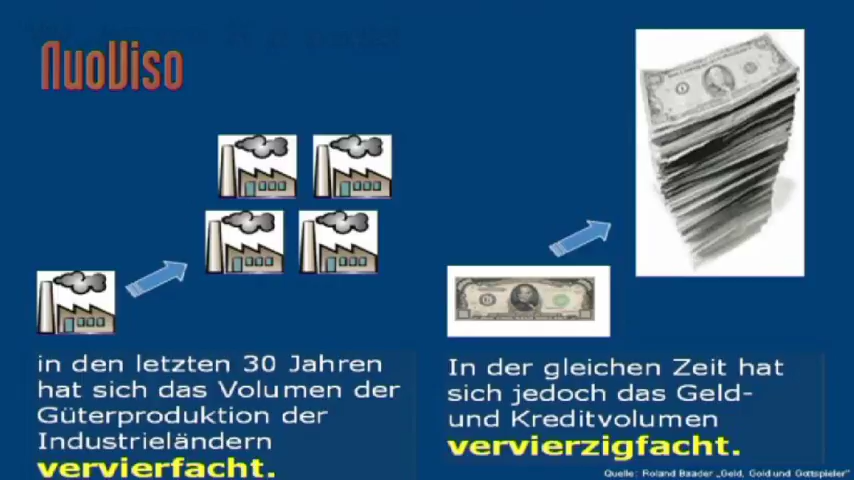 NuoViso
in den letzten 30 Jahren
hat sich das Volumen der
Güterproduktion der
Industrieländern
vervierfacht.
In der gleichen Zeit hat
sich jedoch das Geld-
und Kreditvolumen
vervierzigfacht.
Quelle: Roland Baader „Geld, Gold und Gottspieler"